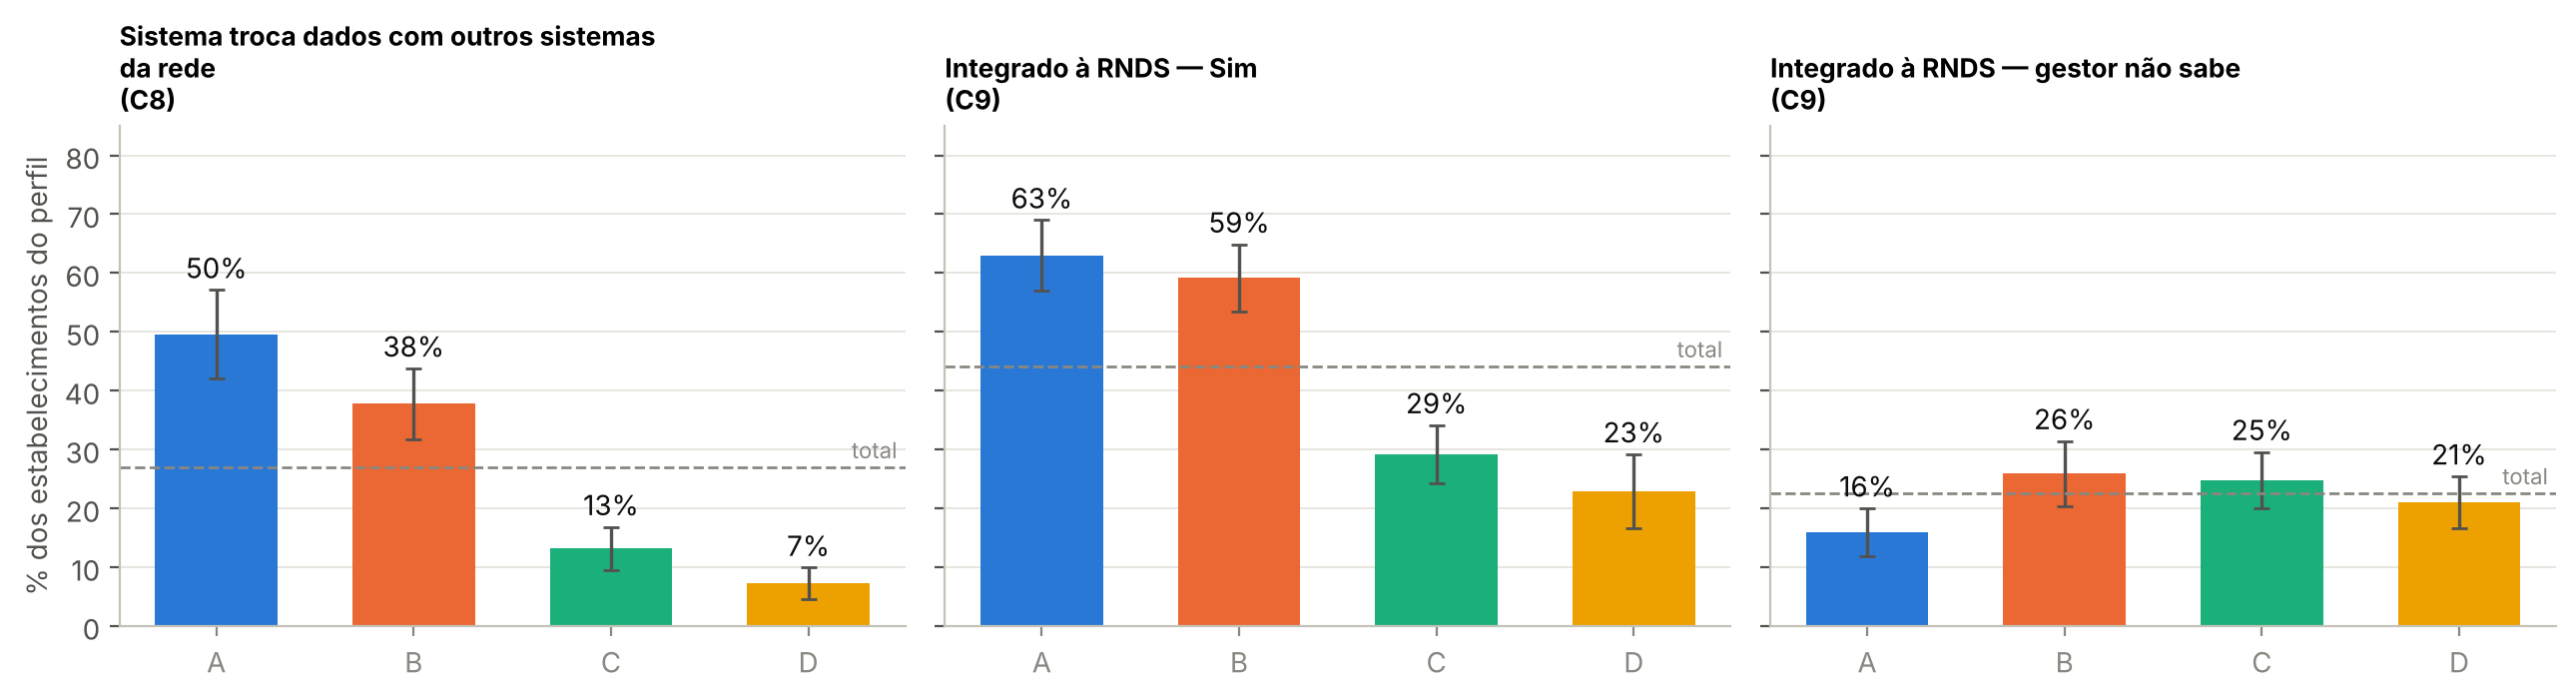 Sistema troca dados com outros sistemas
da rede
(C8)
% dos estabelecimentos do perfil
80
70
60
50
40
30
20
10
0
50%
38%
13%
7%
total
A
B
C
D
Integrado à RNDS — Sim
(C9)
63%
59%
29%
23%
total
A
B
C
D
Integrado à RNDS — gestor não sabe
(C9)
16%
26%
25%
21%
total
A
B
C
D